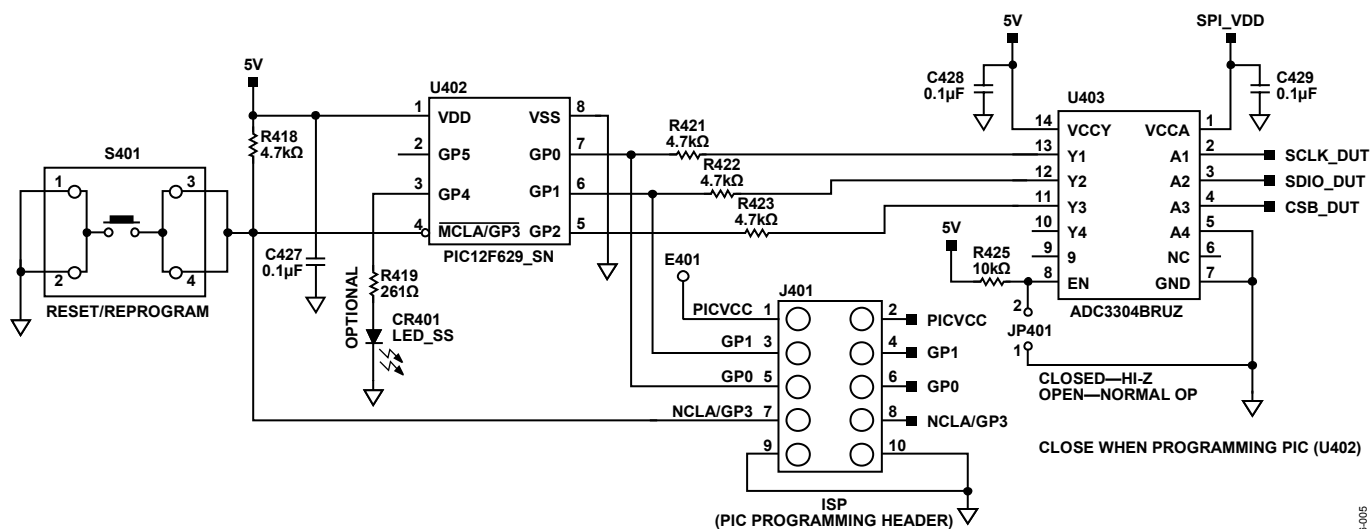 5V
SPI_VDD
C428
0.1µF
C429
0.1µF
5V
U402
U403
R418
4.7kΩ
S401
1
3
2
4
RESET/REPROGRAM
C427
0.1µF
1
VDD
VSS
8
2
GP5
GP0
7
3
GP4
GP1
6
4
MCLA/GP3
GP2
5
PIC12F629_SN
R421
4.7kΩ
R422
4.7kΩ
R423
4.7kΩ
14
VCCY
VCCA
1
13
Y1
A1
2
SCLK_DUT
12
Y2
A2
3
SDIO_DUT
11
Y3
A3
4
CSB_DUT
10
Y4
A4
5
9
9
NC
6
8
EN
GND
7
ADC3304BRUZ
5V
R425
10kΩ
2
JP401
1
CLOSED—HI-Z
OPEN—NORMAL OP
CLOSE WHEN PROGRAMMING PIC (U402)
OPTIONAL
R419
261Ω
CR401
LED_SS
E401
J401
PICVCC
1
2
PICVCC
GP1
3
4
GP1
GP0
5
6
GP0
NCLA/GP3
7
8
NCLA/GP3
9
10
ISP
(PIC PROGRAMMING HEADER)